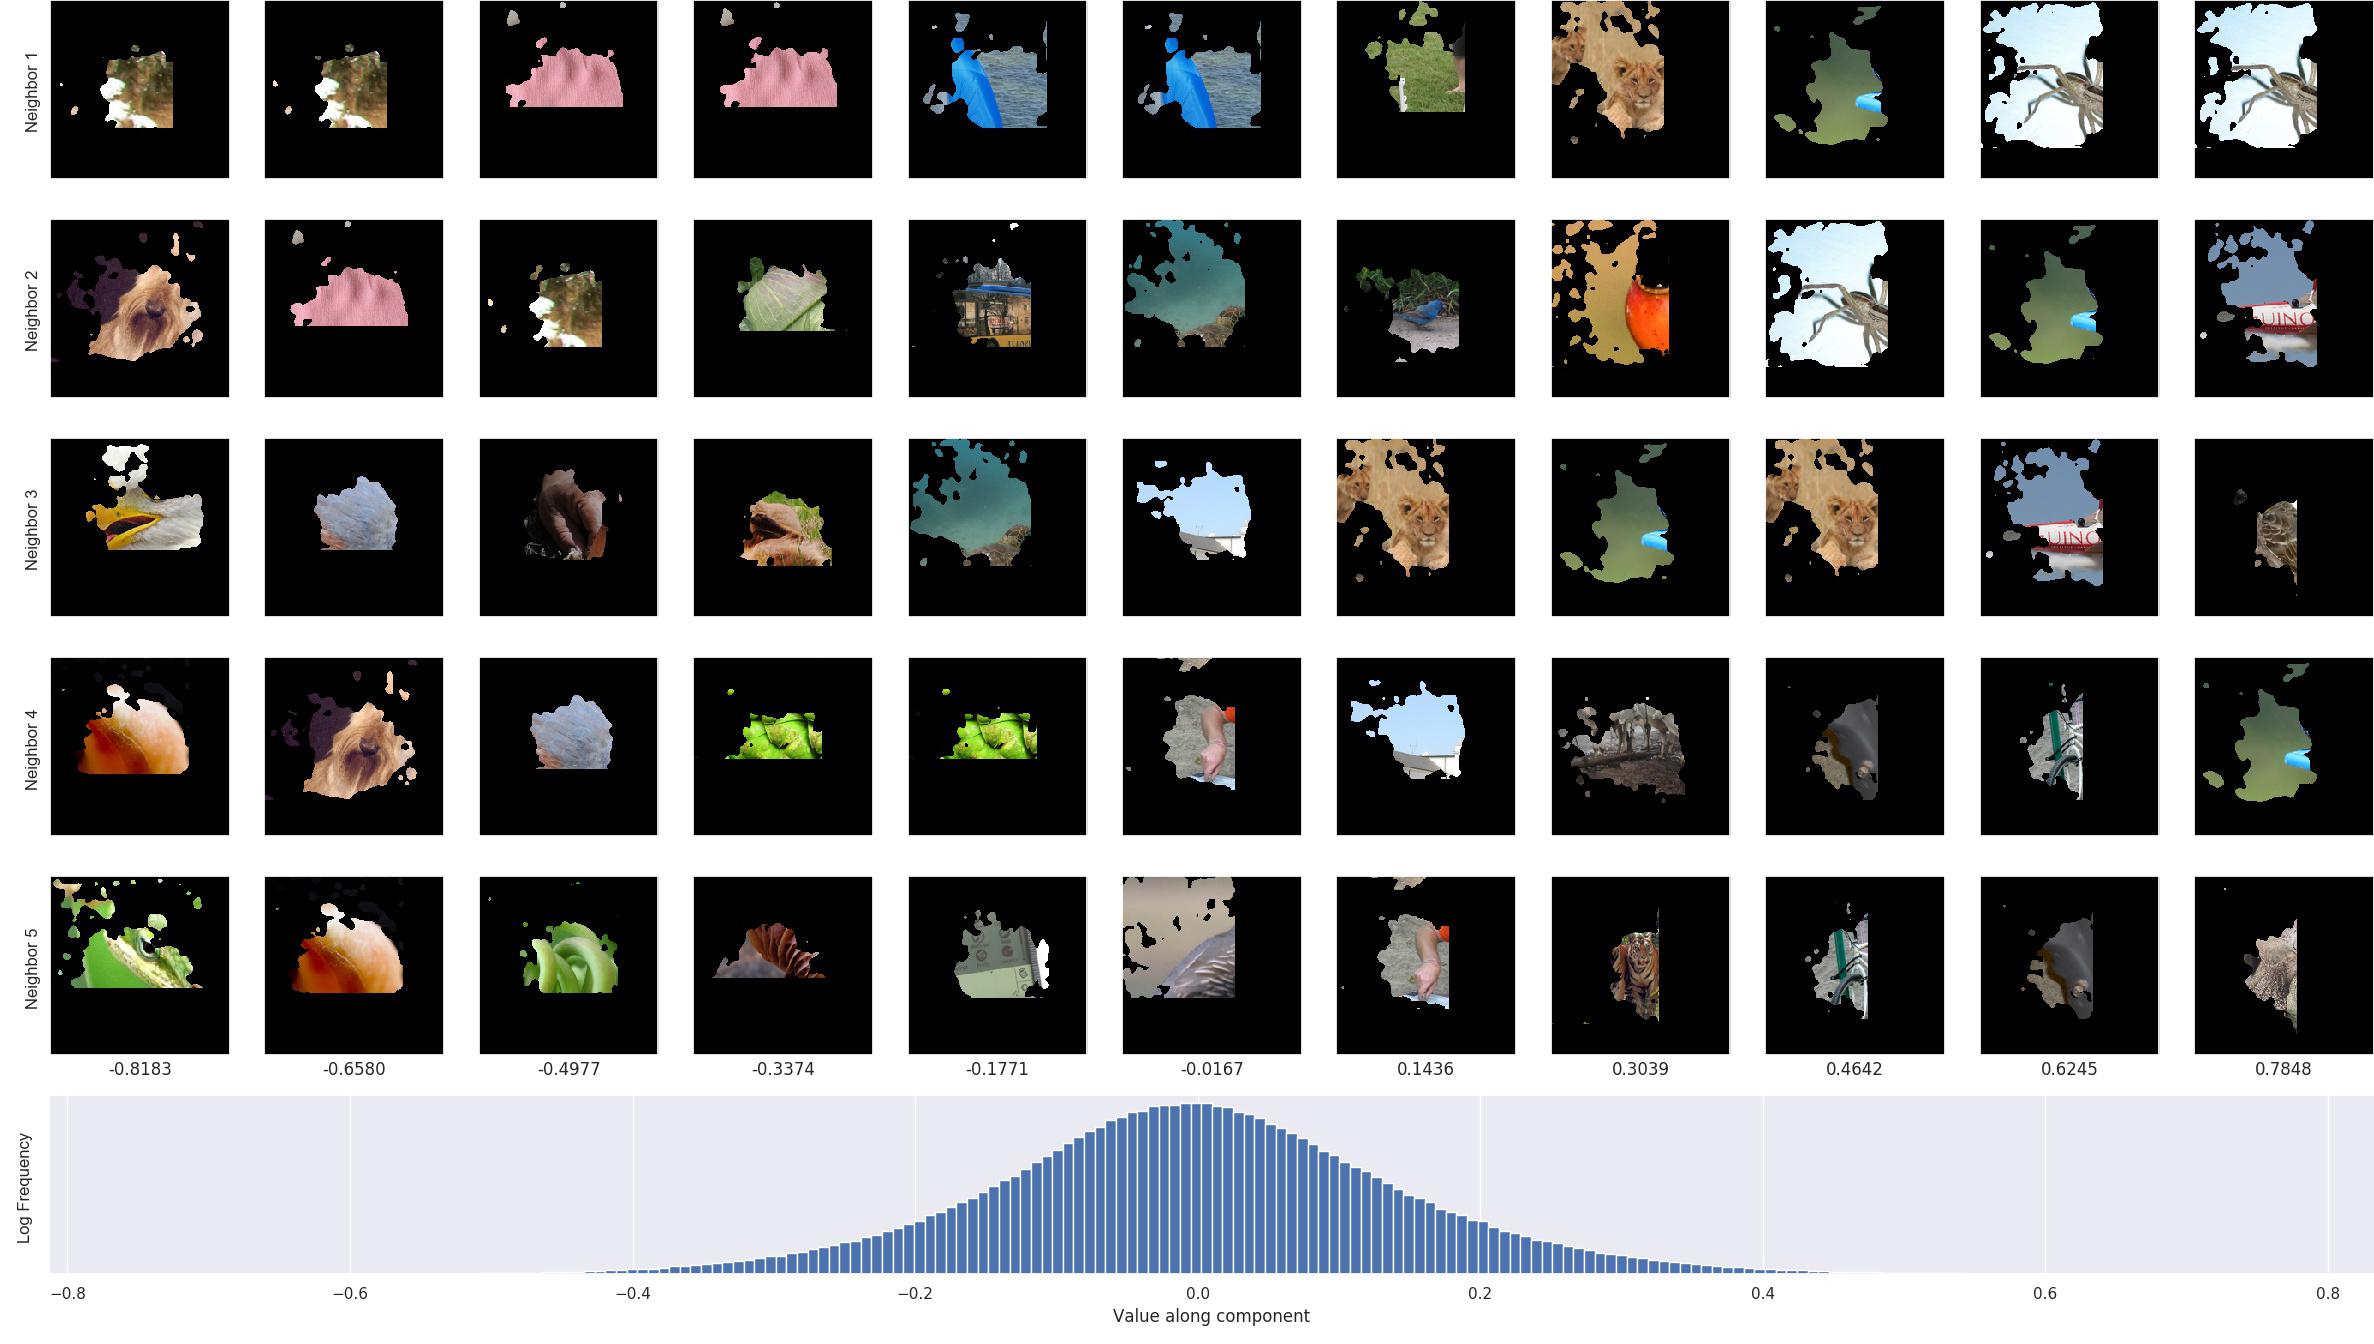 Neighbor 1
Neighbor 2
UINO
Neighbor 3
UINO
Neighbor 4
Neighbor 5
-0.8183 -0.6580 -0.4977 -0.3374 -0.1771 -0.0167 0.1436 0.3039 0.4642 0.6245 0.7848
Log Frequency
−0.8 −0.6 −0.4 −0.2 0.0 0.2 0.4 0.6 0.8
Value along component